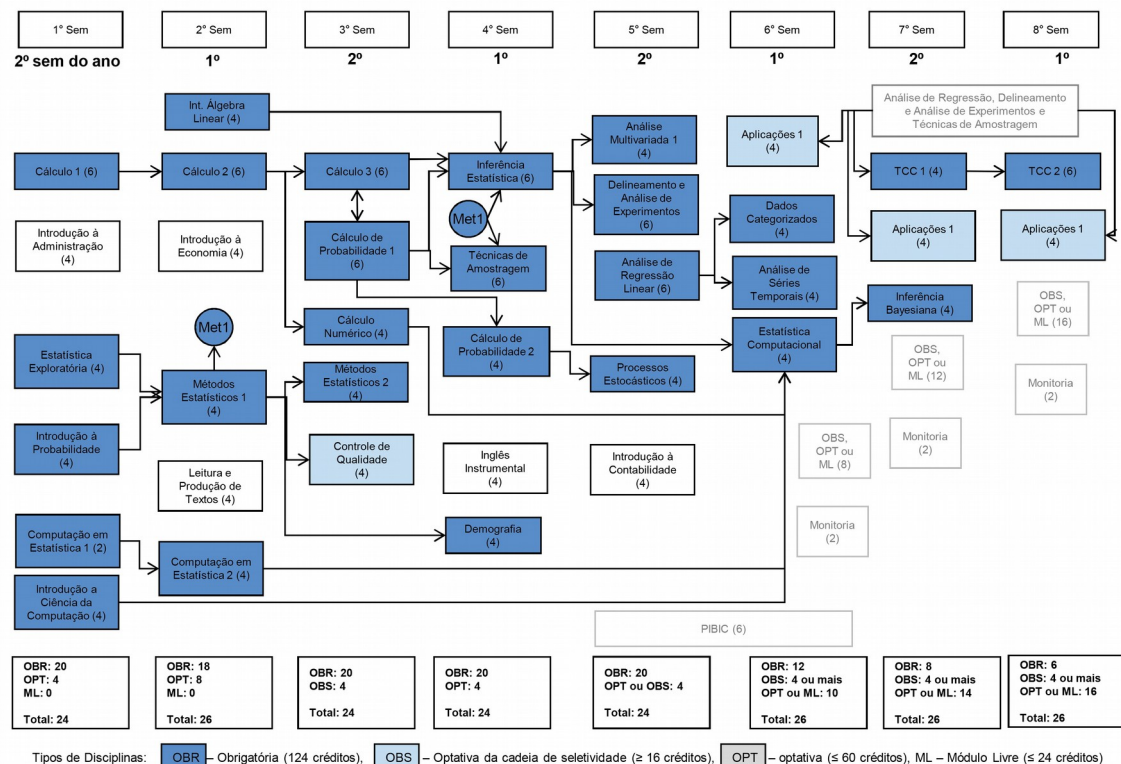 1° Sem
2° Sem
3° Sem
4° Sem
5° Sem
6° Sem
7° Sem
8° Sem
2º sem do ano
1º
2º
1º
2º
1º
2º
1º
Int. Álgebra
Linear (4)
Análise
Multivariada 1
(4)
Aplicações 1
(4)
Análise de Regressão, Delineamento
e Análise de Experimentos e
Técnicas de Amostragem
Cálculo 1 (6)
Cálculo 2 (6)
Cálculo 3 (6)
Inferência
Estatística (6)
TCC 1 (4)
TCC 2 (6)
Delineamento e
Análise de
Experimentos
(6)
Dados
Categorizados
(4)
Introdução à
Administração
(4)
Introdução à
Economia (4)
Cálculo de
Probabilidade 1
(6)
Met1
Técnicas de
Amostragem
(6)
Aplicações 1
(4)
Aplicações 1
(4)
Análise de
Regressão
Linear (6)
Análise de
Séries
Temporais (4)
Inferência
Bayesiana (4)
OBS,
OPT ou
ML (16)
Met1
Cálculo
Numérico (4)
Cálculo
de Probabilidade 2
(4)
Estatística
Computacional
(4)
Estatística
Exploratória (4)
Métodos
Estatísticos 1
(4)
Métodos
Estatísticos 2
(4)
Processos
Estocásticos (4)
OBS,
OPT ou
ML (12)
Monitoria
(2)
Introdução à
Probabilidade
(4)
Controle de
Qualidade
(4)
Inglês
Instrumental
(4)
Introdução à
Contabilidade
(4)
OBS,
OPT ou
ML (8)
Monitoria
(2)
Leitura e
Produção de
Textos (4)
Computação em
Estatística 1 (2)
Computação em
Estatística 2 (4)
Demografia
(4)
Monitoria
(2)
Introdução a
Ciência da
Computação (4)
PIBIC (6)
OBR: 20
OPT: 4
ML: 0
Total: 24
OBR: 18
OPT: 8
ML: 0
Total: 26
OBR: 20
OBS: 4
Total: 24
OBR: 20
OPT: 4
Total: 24
OBR: 20
OPT ou OBS: 4
Total: 24
OBR: 12
OBS: 4 ou mais
OPT ou ML: 10
Total: 26
OBR: 8
OBS: 4 ou mais
OPT ou ML: 14
Total: 26
OBR: 6
OBS: 4 ou mais
OPT ou ML: 16
Total: 26
Tipos de Disciplinas: OBR – Obrigatória (124 créditos), OBS – Optativa da cadeia de seletividade (≥ 16 créditos), OPT – optativa (≤ 60 créditos), ML – Módulo Livre (≤ 24 créditos)